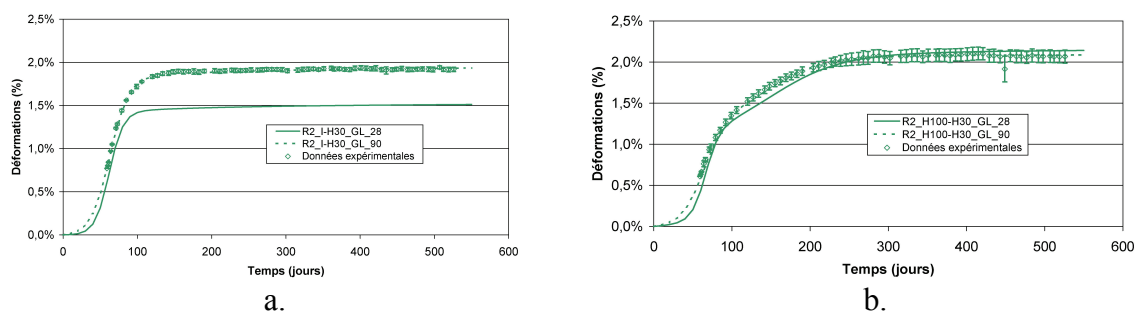 2,5%
2,0%
1,5%
1,0%
0,5%
0,0%
Déformations (%)
0 100 200 300 400 500 600
Temps (jours)
R2_I-H30_GL_28
R2_I-H30_GL_90
Données expérimentales
a.
2,5%
2,0%
1,5%
1,0%
0,5%
0,0%
Déformations (%)
0 100 200 300 400 500 600
Temps (jours)
R2_H100-H30_GL_28
R2_H100-H30_GL_90
Données expérimentales
b.